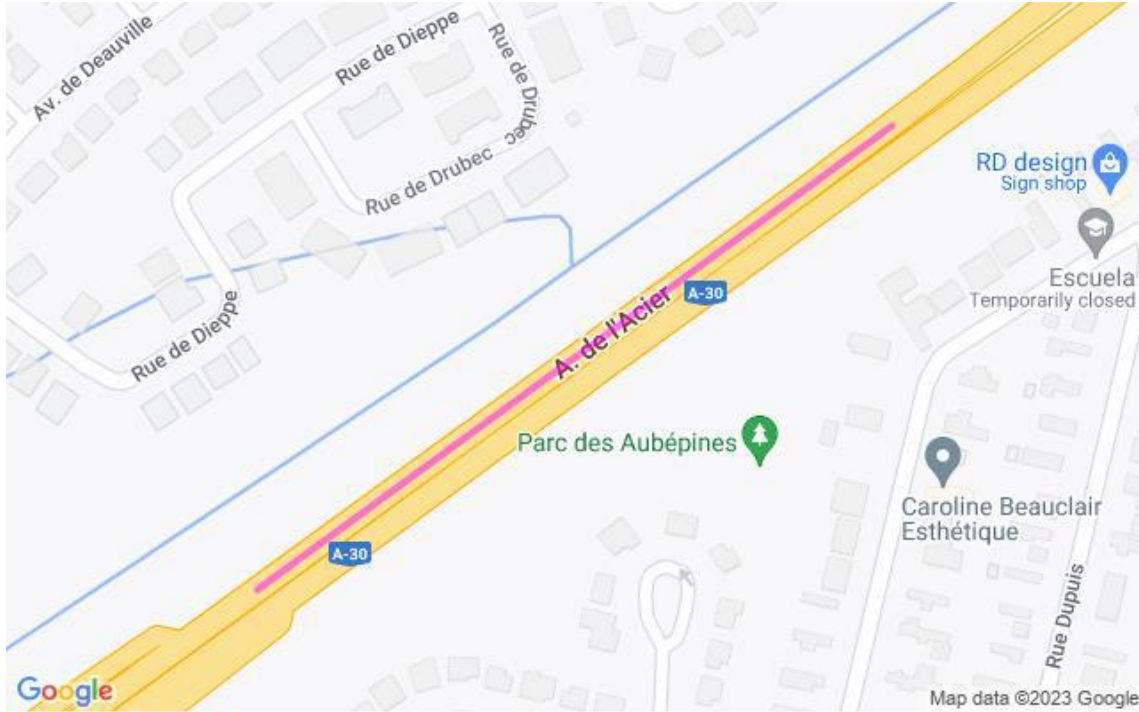 Av. de Deauville
Rue de Dieppe
Rue de Drubec
Rue de Drubec
RD design
Sign shop
Escuela
Temporarily closed
A-30
A. de l'Acier
Rue de Dieppe
Parc des Aubépines
Caroline Beauclair
Esthétique
A-30
Rue Dupuis
Google
Map data ©2023 Google